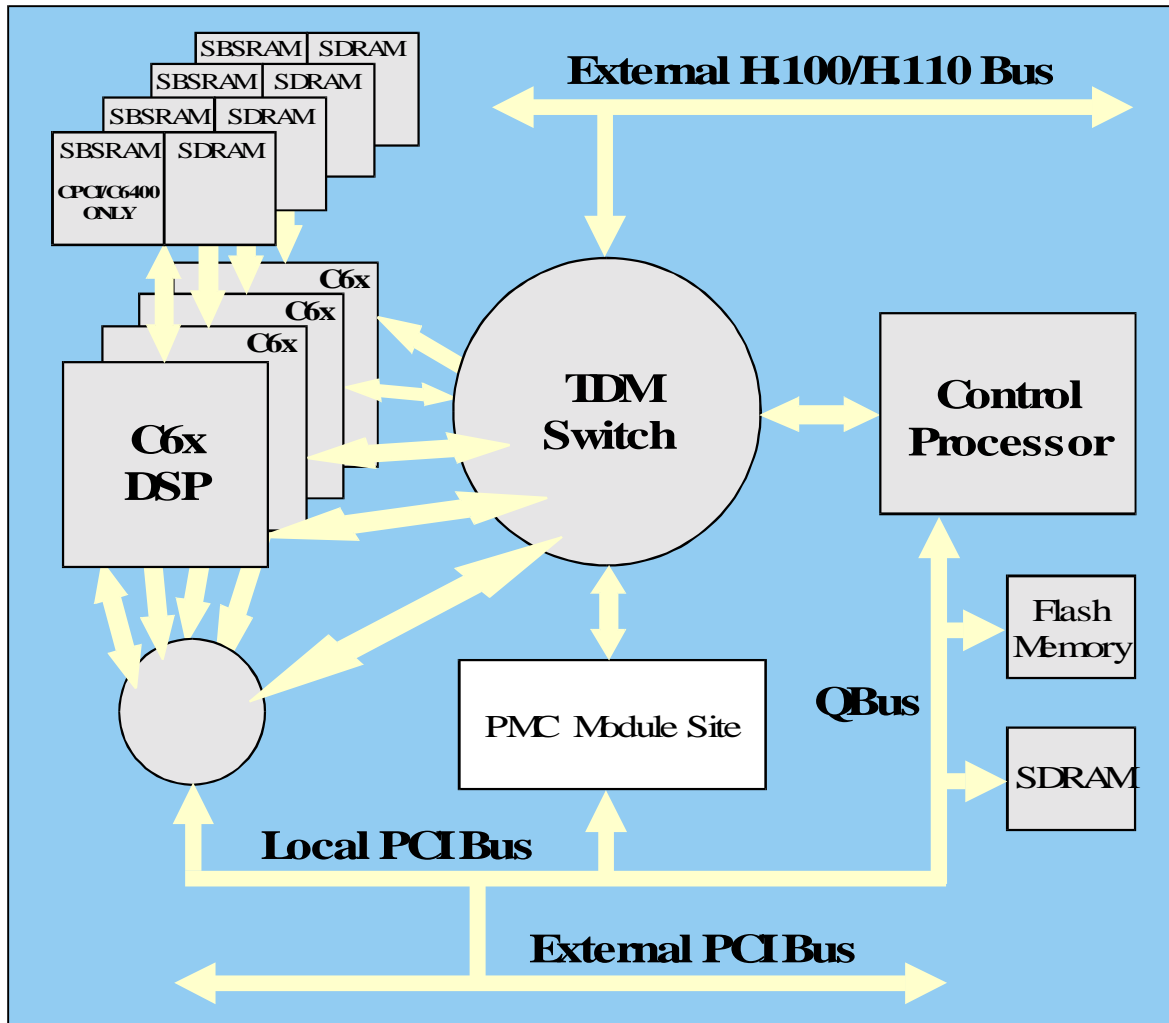 SBSRAM SDRAM
SBSRAM SDRAM
SBSRAM SDRAM
SBSRAM SDRAM
CPCI/C6400
ONLY
External H.100/H.110 Bus
C6x
C6x
C6x
C6x
DSP
TDM
Switch
Control
Processor
Flash
Memory
QBus
PMC Module Site
SDRAM
Local PCI Bus
External PCI Bus